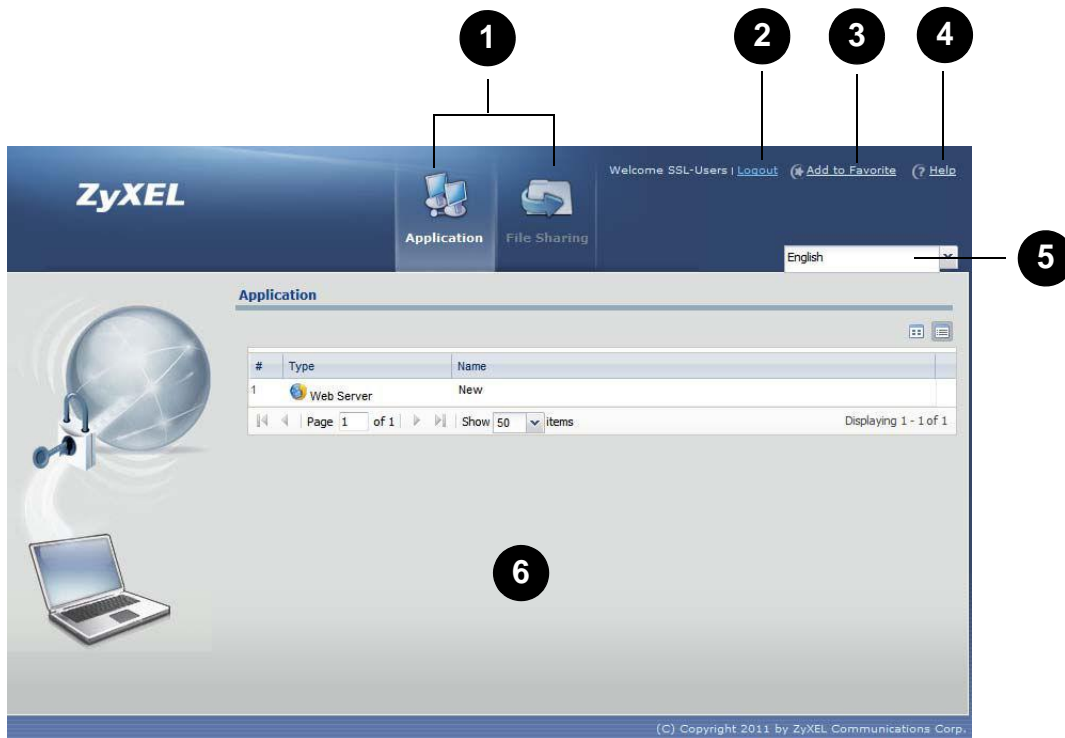 1
2
3
4
Welcome SSL-Users | Logout Add to Favorite ? Help
ZyXEL
Application
File Sharing
English
5
Application
# Type Name
1 Web Server New
Page 1 of 1 Show 50 items Displaying 1 - 1 of 1
6
(C) Copyright 2011 by ZyXEL Communications Corp.